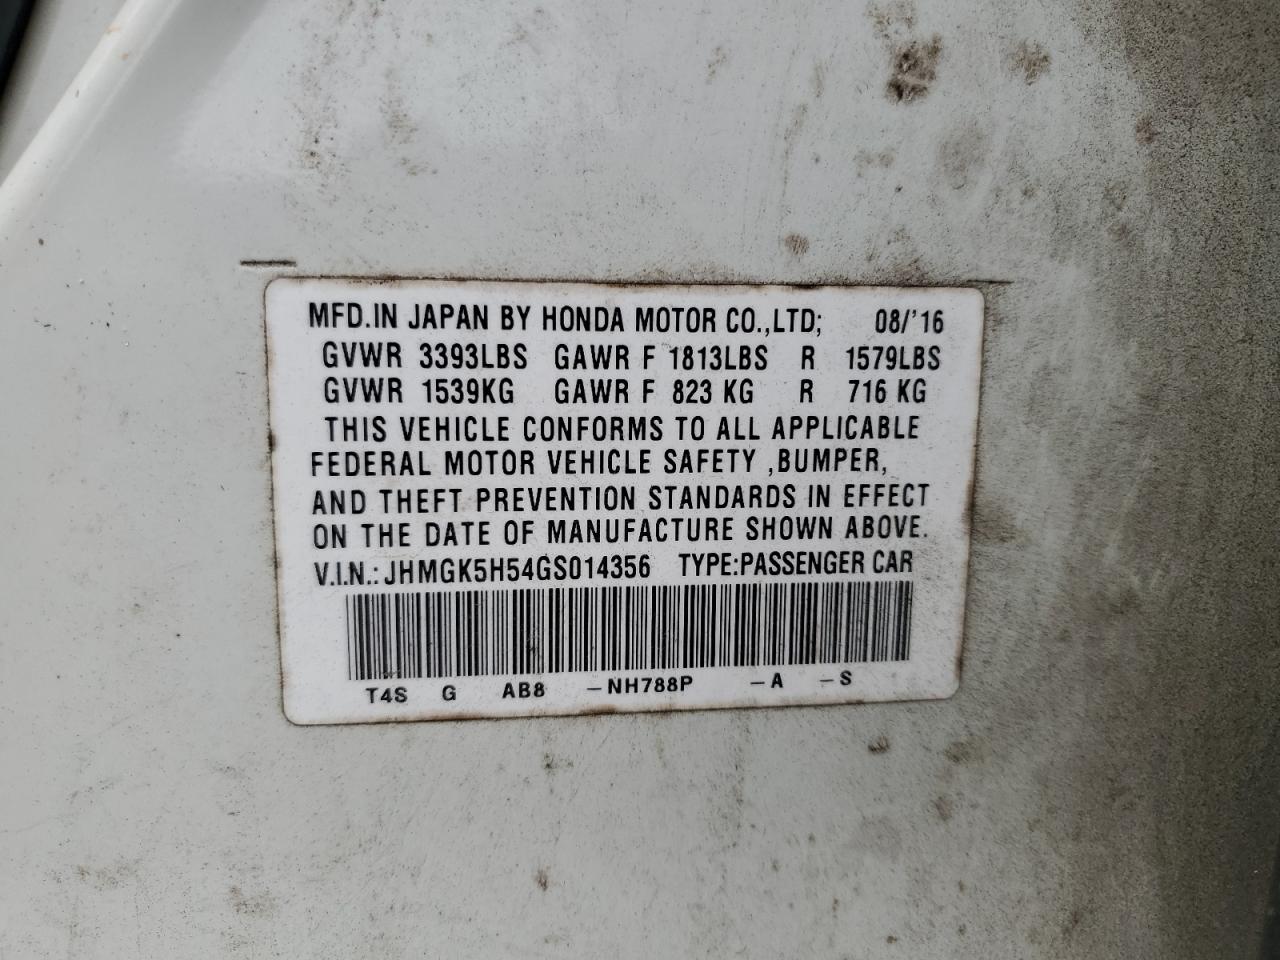 MFD.IN JAPAN BY HONDA MOTOR CO.,LTD; 08/'16
GVWR 3393LBS GAWR F 1813LBS R 1579LBS
GVWR 1539KG GAWR F 823 KG R 716 KG
THIS VEHICLE CONFORMS TO ALL APPLICABLE
FEDERAL MOTOR VEHICLE SAFETY ,BUMPER,
AND THEFT PREVENTION STANDARDS IN EFFECT
ON THE DATE OF MANUFACTURE SHOWN ABOVE.
V.I.N.: JHMGK5H54GS014356 TYPE:PASSENGER CAR
T4S G AB8 -NH788P -A -S